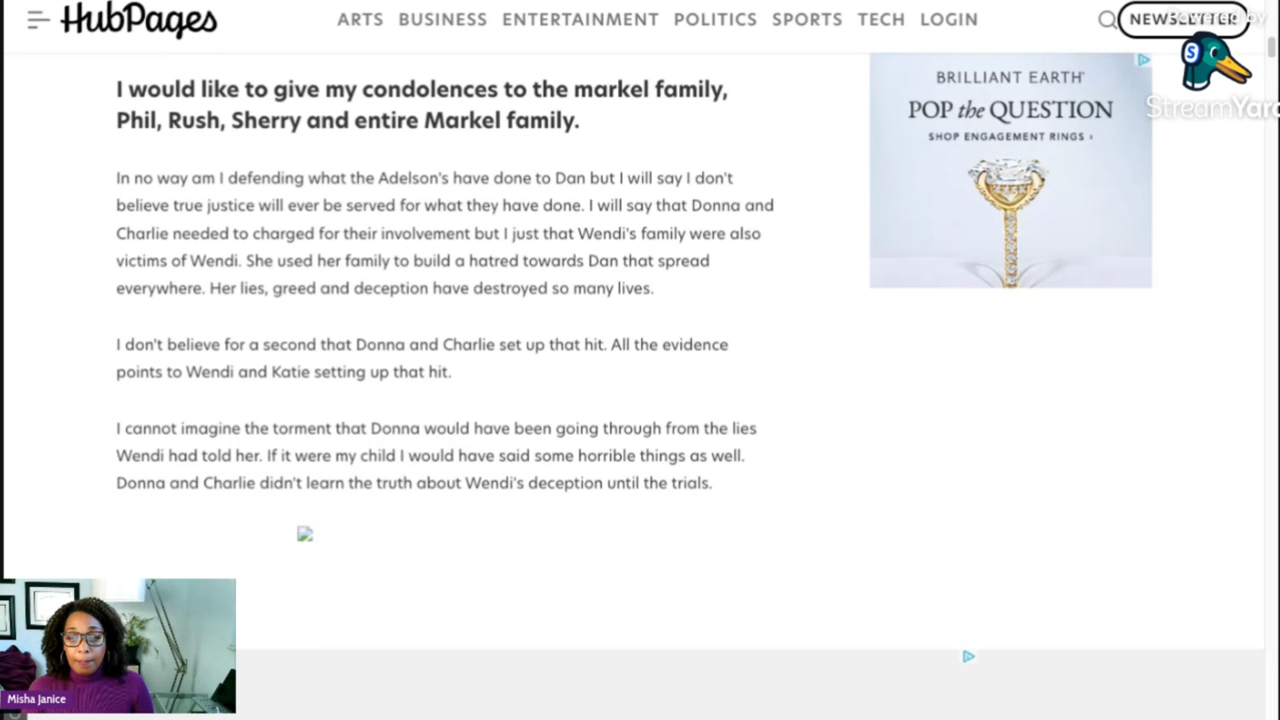 HubPages
ARTS BUSINESS ENTERTAINMENT POLITICS SPORTS TECH LOGIN
NEWSLETTER
Powered by
StreamYard
I would like to give my condolences to the markel family,
Phil, Rush, Sherry and entire Markel family.
BRILLIANT EARTH
POP the QUESTION
SHOP ENGAGEMENT RINGS ›
In no way am I defending what the Adelson's have done to Dan but I will say I don't
believe true justice will ever be served for what they have done. I will say that Donna and
Charlie needed to charged for their involvement but I just that Wendi's family were also
victims of Wendi. She used her family to build a hatred towards Dan that spread
everywhere. Her lies, greed and deception have destroyed so many lives.
I don't believe for a second that Donna and Charlie set up that hit. All the evidence
points to Wendi and Katie setting up that hit.
I cannot imagine the torment that Donna would have been going through from the lies
Wendi had told her. If it were my child I would have said some horrible things as well.
Donna and Charlie didn't learn the truth about Wendi's deception until the trials.
Misha Janice